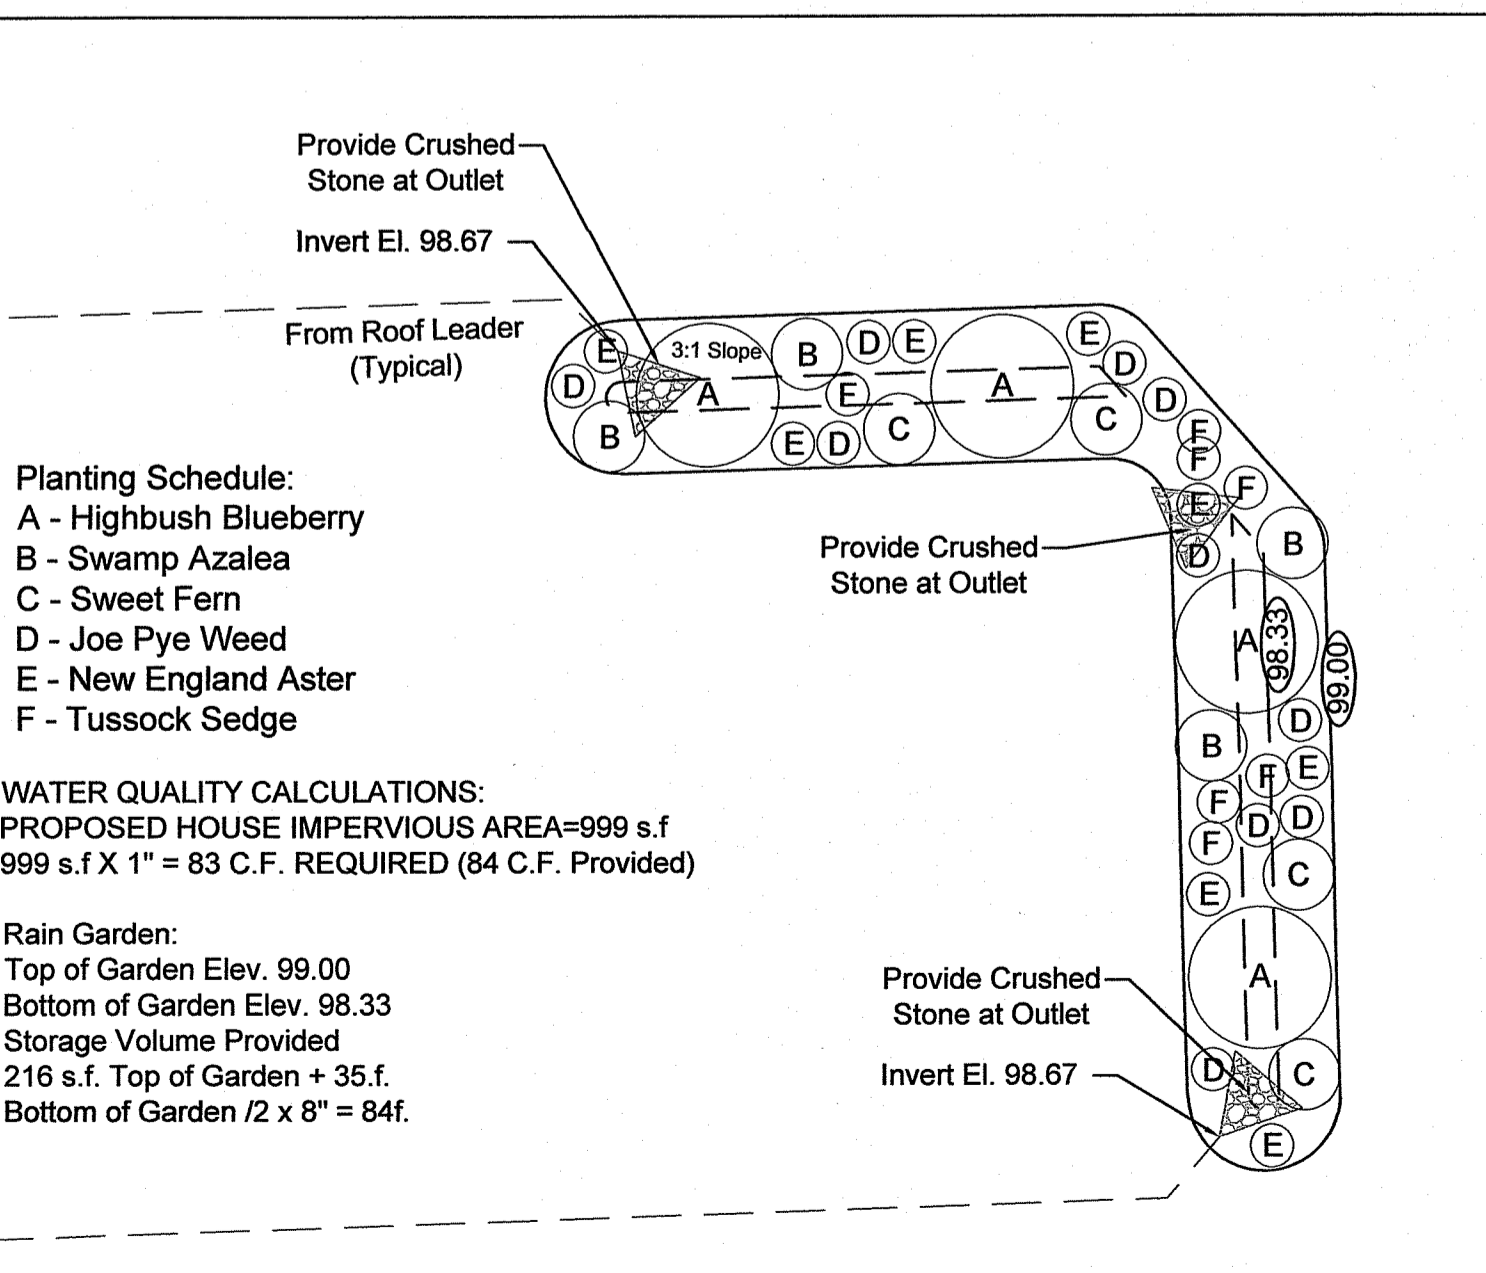 Provide Crushed
Stone at Outlet
Invert El. 98.67
From Roof Leader
(Typical)
3:1 Slope
E
D
B
A
B
D
E
E
E
D
C
A
E
D
C
D
F
F
E
F
D
B
Provide Crushed
Stone at Outlet
A
98.33
99.00
B
D
F
E
F
D
D
F
C
E
A
D
C
E
Provide Crushed
Stone at Outlet
Invert El. 98.67
Planting Schedule:
A - Highbush Blueberry
B - Swamp Azalea
C - Sweet Fern
D - Joe Pye Weed
E - New England Aster
F - Tussock Sedge
WATER QUALITY CALCULATIONS:
PROPOSED HOUSE IMPERVIOUS AREA=999 s.f
999 s.f X 1" = 83 C.F. REQUIRED (84 C.F. Provided)
Rain Garden:
Top of Garden Elev. 99.00
Bottom of Garden Elev. 98.33
Storage Volume Provided
216 s.f. Top of Garden + 35.f.
Bottom of Garden /2 x 8" = 84f.